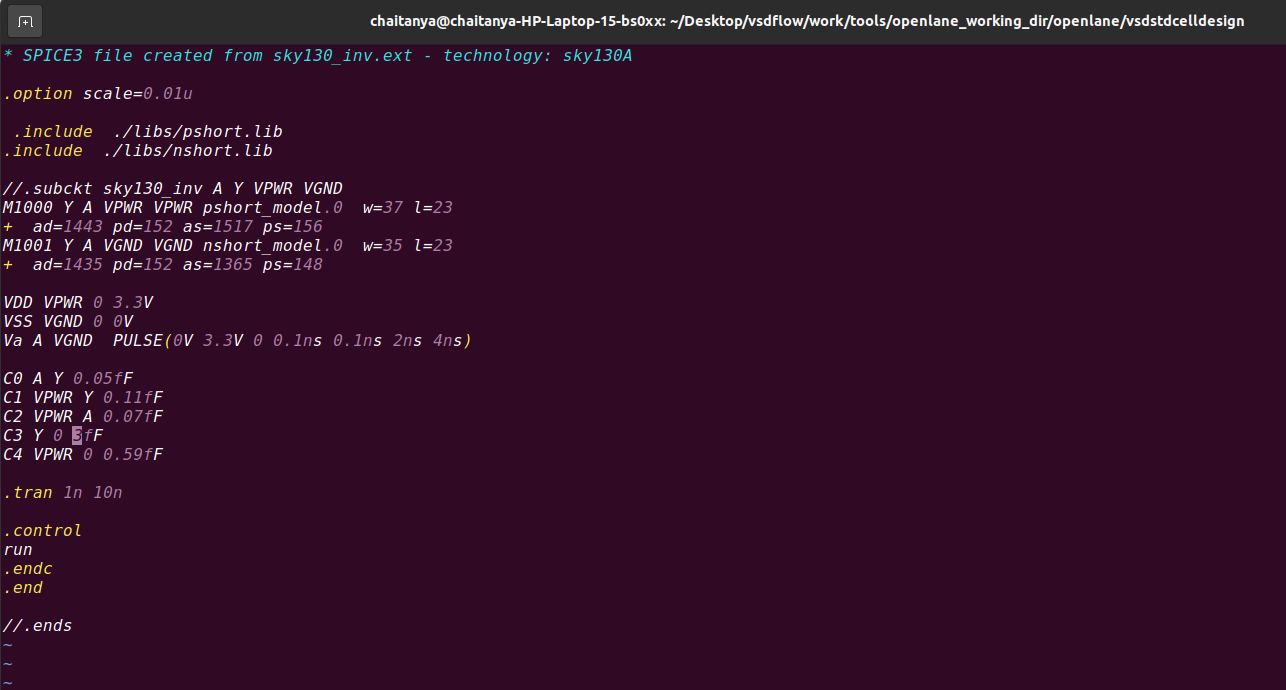 chaitanya@chaitanya-HP-Laptop-15-bs0xx: ~/Desktop/vsdflow/work/tools/openlane_working_dir/openlane/vsdstdcelldesign
* SPICE3 file created from sky130_inv.ext - technology: sky130A
.option scale=0.01u
.include  ./libs/pshort.lib
.include  ./libs/nshort.lib
//.subckt sky130_inv A Y VPWR VGND
M1000 Y A VPWR VPWR pshort_model.0  w=37 l=23
+  ad=1443 pd=152 as=1517 ps=156
M1001 Y A VGND VGND nshort_model.0  w=35 l=23
+  ad=1435 pd=152 as=1365 ps=148
VDD VPWR 0 3.3V
VSS VGND 0 0V
Va A VGND  PULSE(0V 3.3V 0 0.1ns 0.1ns 2ns 4ns)
C0 A Y 0.05fF
C1 VPWR Y 0.11fF
C2 VPWR A 0.07fF
C3 Y 0 3fF
C4 VPWR 0 0.59fF
.tran 1n 10n
.control
run
.endc
.end
//.ends
~
~
~